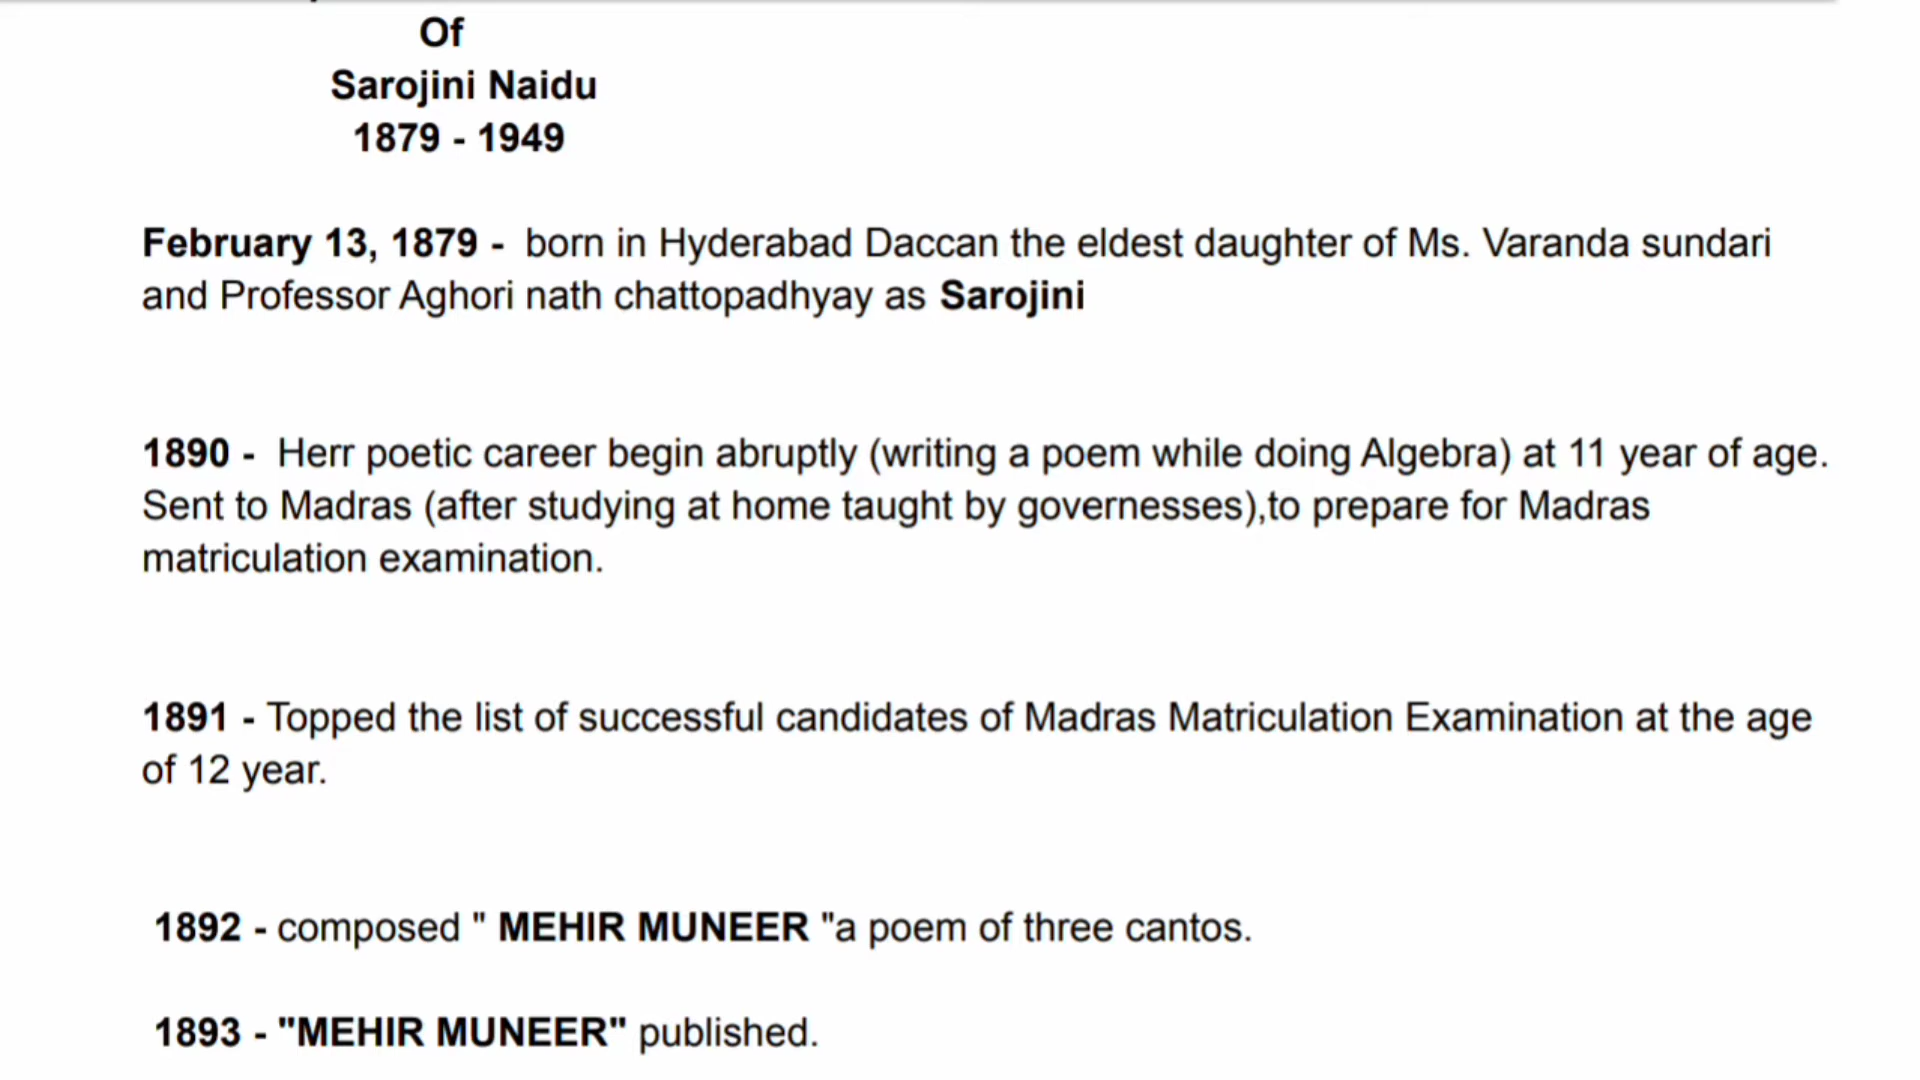 Of
Sarojini Naidu
1879 - 1949
February 13, 1879 - born in Hyderabad Daccan the eldest daughter of Ms. Varanda sundari
and Professor Aghori nath chattopadhyay as Sarojini
1890 - Herr poetic career begin abruptly (writing a poem while doing Algebra) at 11 year of age.
Sent to Madras (after studying at home taught by governesses),to prepare for Madras
matriculation examination.
1891 - Topped the list of successful candidates of Madras Matriculation Examination at the age
of 12 year.
1892 - composed " MEHIR MUNEER "a poem of three cantos.
1893 - "MEHIR MUNEER" published.